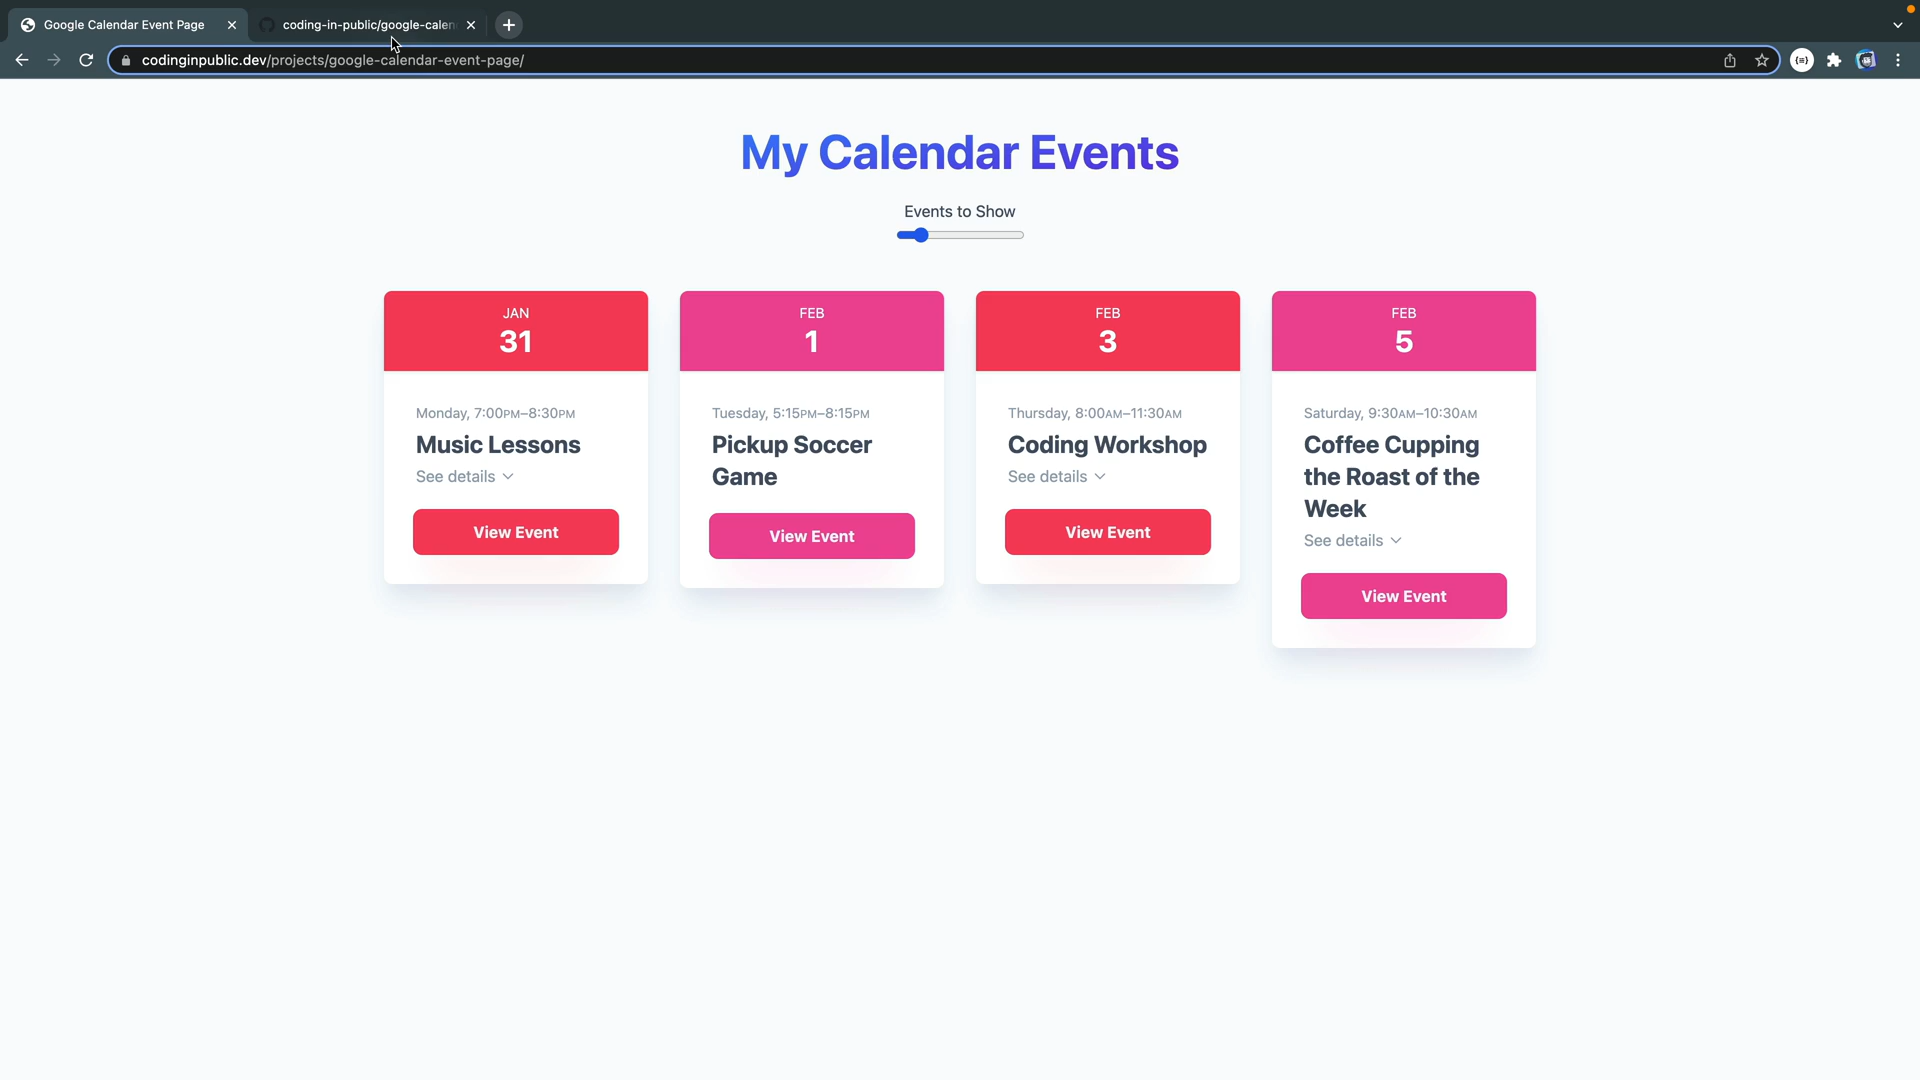 Google Calendar Event Page
coding-in-public/google-calen
codinginpublic.dev/projects/google-calendar-event-page/
My Calendar Events
Events to Show
JAN
31
Monday, 7:00PM–8:30PM
Music Lessons
See details
View Event
FEB
1
Tuesday, 5:15PM–8:15PM
Pickup Soccer
Game
View Event
FEB
3
Thursday, 8:00AM–11:30AM
Coding Workshop
See details
View Event
FEB
5
Saturday, 9:30AM–10:30AM
Coffee Cupping
the Roast of the
Week
See details
View Event